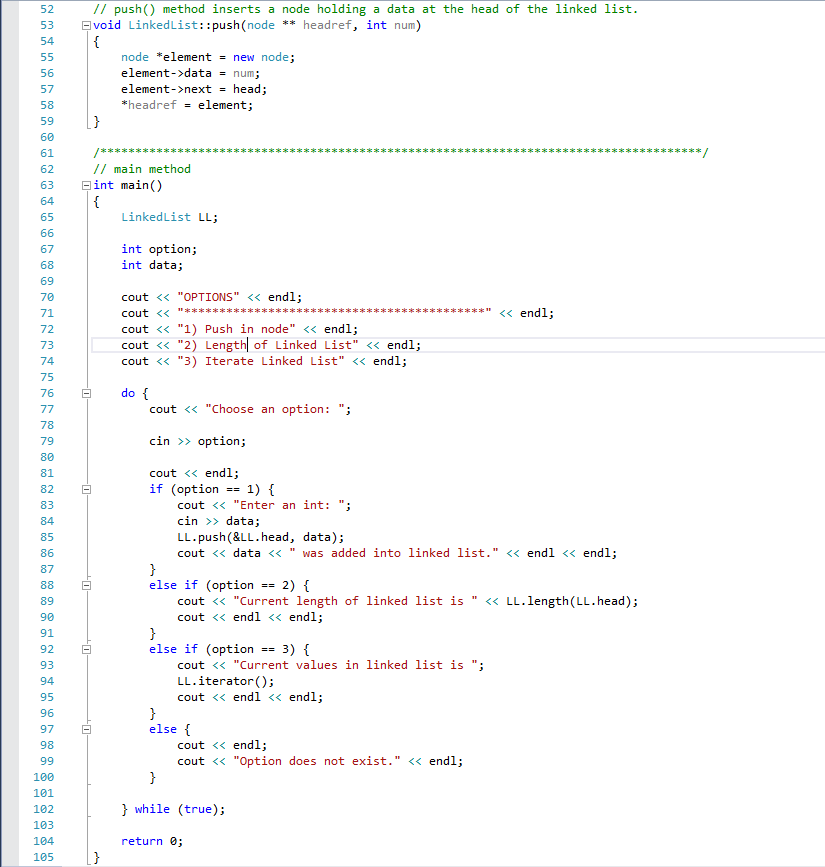 52 // push() method inserts a node holding a data at the head of the linked list.
53 void LinkedList::push(node ** headref, int num)
54 {
55     node *element = new node;
56     element->data = num;
57     element->next = head;
58     *headref = element;
59 }
60
61 /**************************************************************************************/
62 // main method
63 int main()
64 {
65     LinkedList LL;
66
67     int option;
68     int data;
69
70     cout << "OPTIONS" << endl;
71     cout << "*******************************************" << endl;
72     cout << "1) Push in node" << endl;
73     cout << "2) Length of Linked List" << endl;
74     cout << "3) Iterate Linked List" << endl;
75
76     do {
77         cout << "Choose an option: ";
78
79         cin >> option;
80
81         cout << endl;
82         if (option == 1) {
83             cout << "Enter an int: ";
84             cin >> data;
85             LL.push(&LL.head, data);
86             cout << data << " was added into linked list." << endl << endl;
87         }
88         else if (option == 2) {
89             cout << "Current length of linked list is " << LL.length(LL.head);
90             cout << endl << endl;
91         }
92         else if (option == 3) {
93             cout << "Current values in linked list is ";
94             LL.iterator();
95             cout << endl << endl;
96         }
97         else {
98             cout << endl;
99             cout << "Option does not exist." << endl;
100         }
101
102     } while (true);
103
104     return 0;
105 }